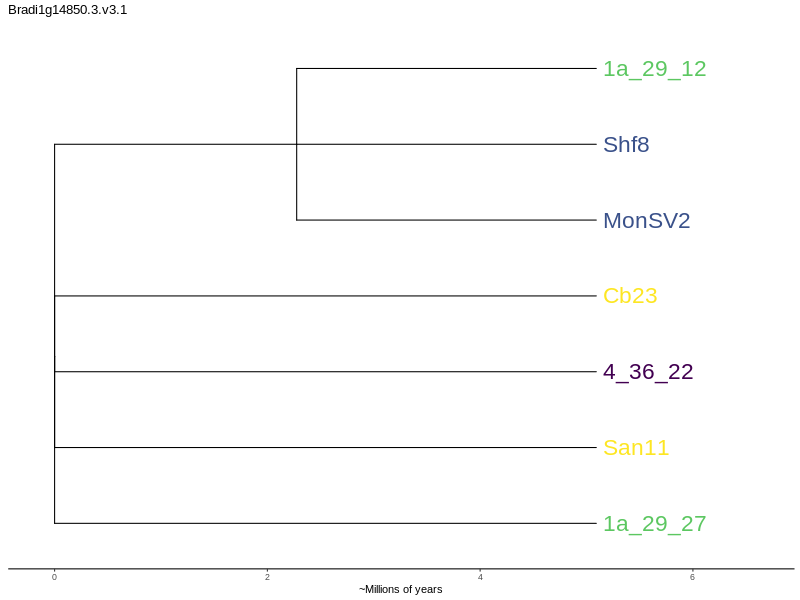 Bradi1g14850.3.v3.1
1a_29_12
Shf8
MonSV2
Cb23
4_36_22
San11
1a_29_27
0 2 4 6
~Millions of years